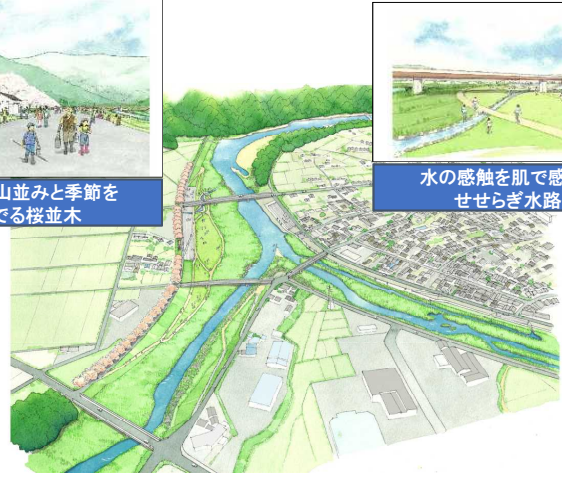 山並みと季節を
でる桜並木
水の感触を肌で感
せせらぎ水路